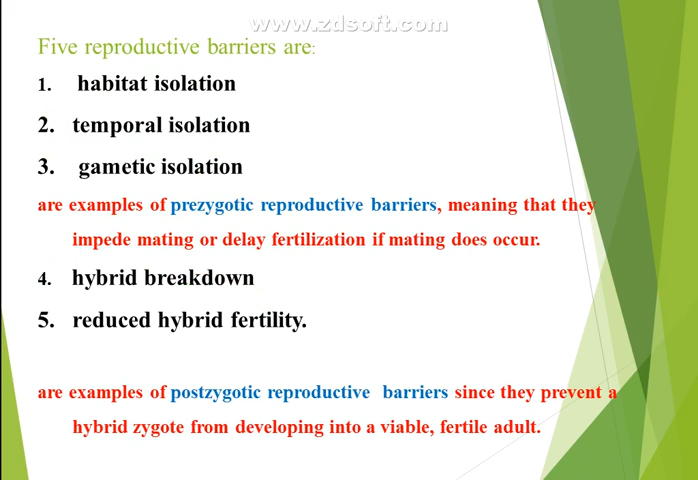 www.zdsoft.com
Five reproductive barriers are:
1. habitat isolation
2. temporal isolation
3. gametic isolation
are examples of prezygotic reproductive barriers, meaning that they
impede mating or delay fertilization if mating does occur.
4. hybrid breakdown
5. reduced hybrid fertility.
are examples of postzygotic reproductive barriers since they prevent a
hybrid zygote from developing into a viable, fertile adult.